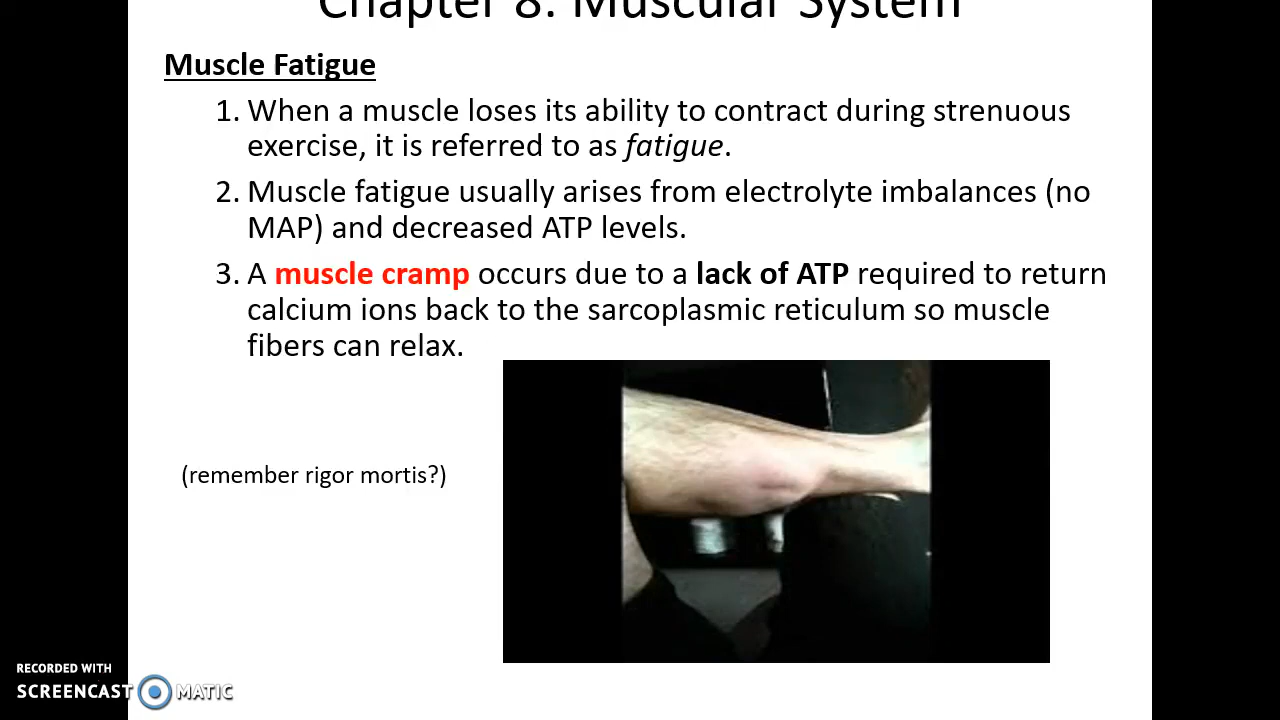 Chapter 8: Muscular System
Muscle Fatigue
1. When a muscle loses its ability to contract during strenuous
exercise, it is referred to as fatigue.
2. Muscle fatigue usually arises from electrolyte imbalances (no
MAP) and decreased ATP levels.
3. A muscle cramp occurs due to a lack of ATP required to return
calcium ions back to the sarcoplasmic reticulum so muscle
fibers can relax.
(remember rigor mortis?)
RECORDED WITH
SCREENCAST MATIC